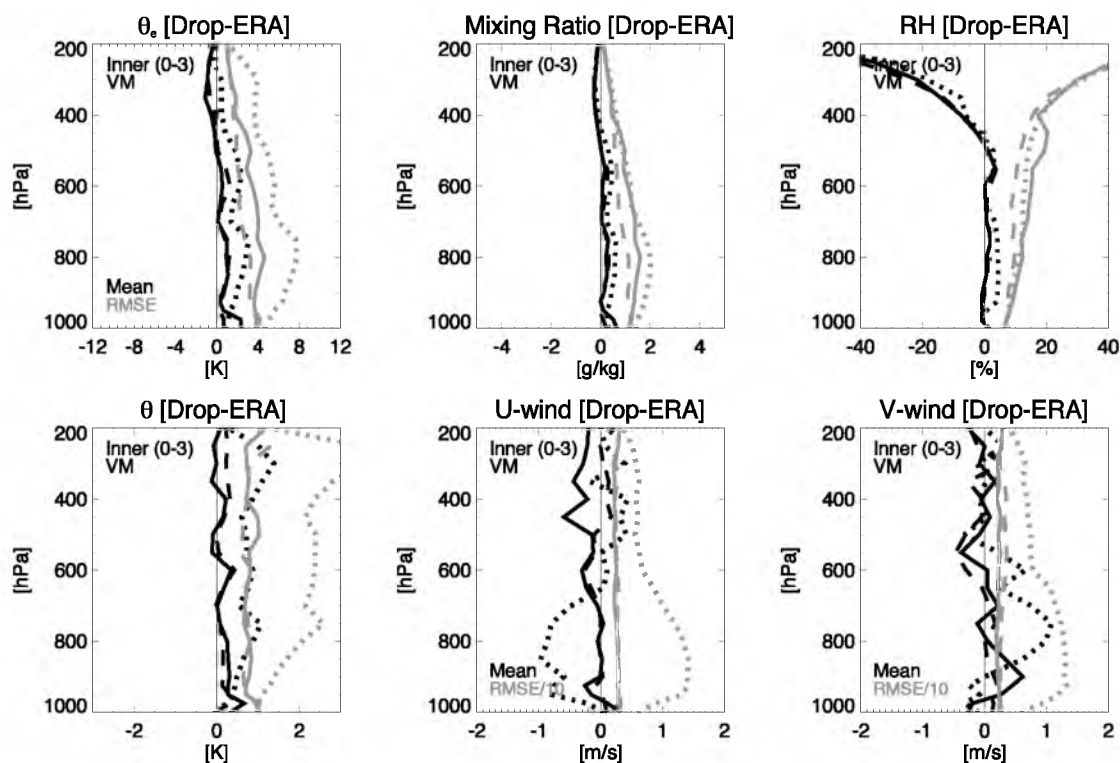 θe [Drop-ERA]
Mixing Ratio [Drop-ERA]
RH [Drop-ERA]
200
400
600
800
1000
[hPa]
Inner (0-3)
VM
Mean
RMSE
-12 -8 -4 0 4 8 12
[K]
200
400
600
800
1000
[hPa]
Inner (0-3)
VM
-4 -2 0 2 4
[g/kg]
200
400
600
800
1000
[hPa]
Inner (0-3)
VM
-40 -20 0 20 40
[%]
θ [Drop-ERA]
U-wind [Drop-ERA]
V-wind [Drop-ERA]
200
400
600
800
1000
[hPa]
Inner (0-3)
VM
-2 0 2
[K]
200
400
600
800
1000
[hPa]
Inner (0-3)
VM
Mean
RMSE/10
-2 -1 0 1 2
[m/s]
200
400
600
800
1000
[hPa]
Inner (0-3)
VM
Mean
RMSE/10
-2 -1 0 1 2
[m/s]